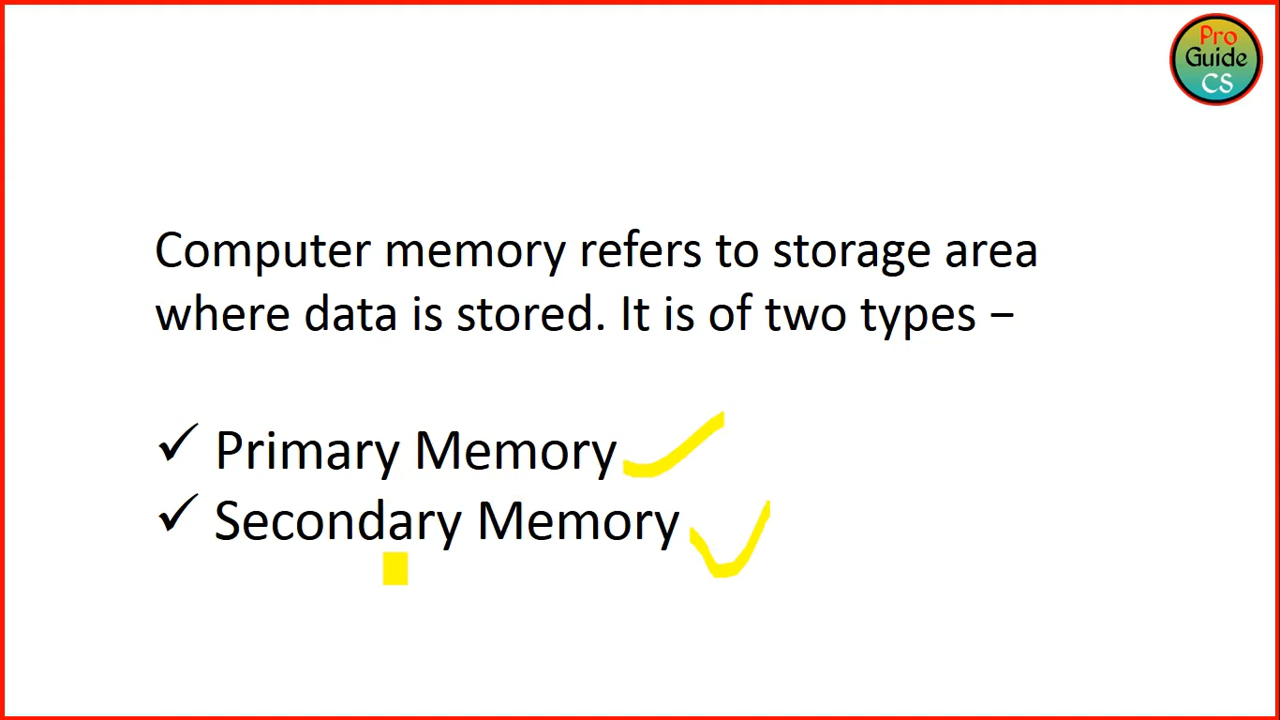 Pro
Guide
CS
Computer memory refers to storage area
where data is stored. It is of two types −
✓ Primary Memory
✓ Secondary Memory